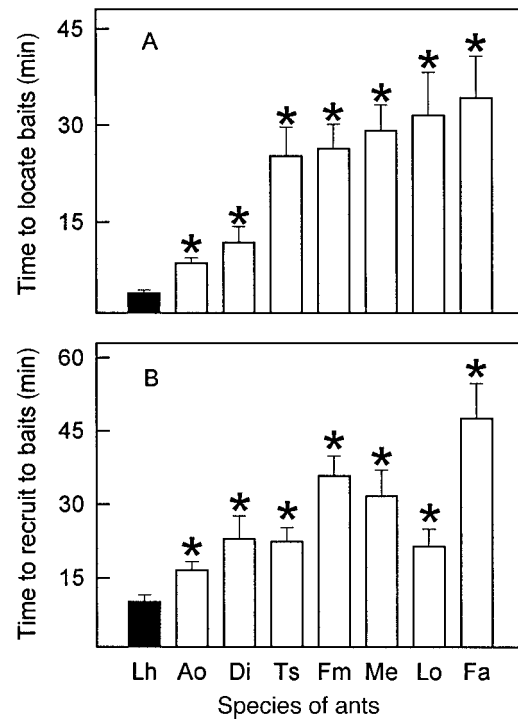 A
Time to locate baits (min)
45
30
15
* * * * * * *
B
Time to recruit to baits (min)
60
45
30
15
* * * * * * *
Lh Ao Di Ts Fm Me Lo Fa
Species of ants